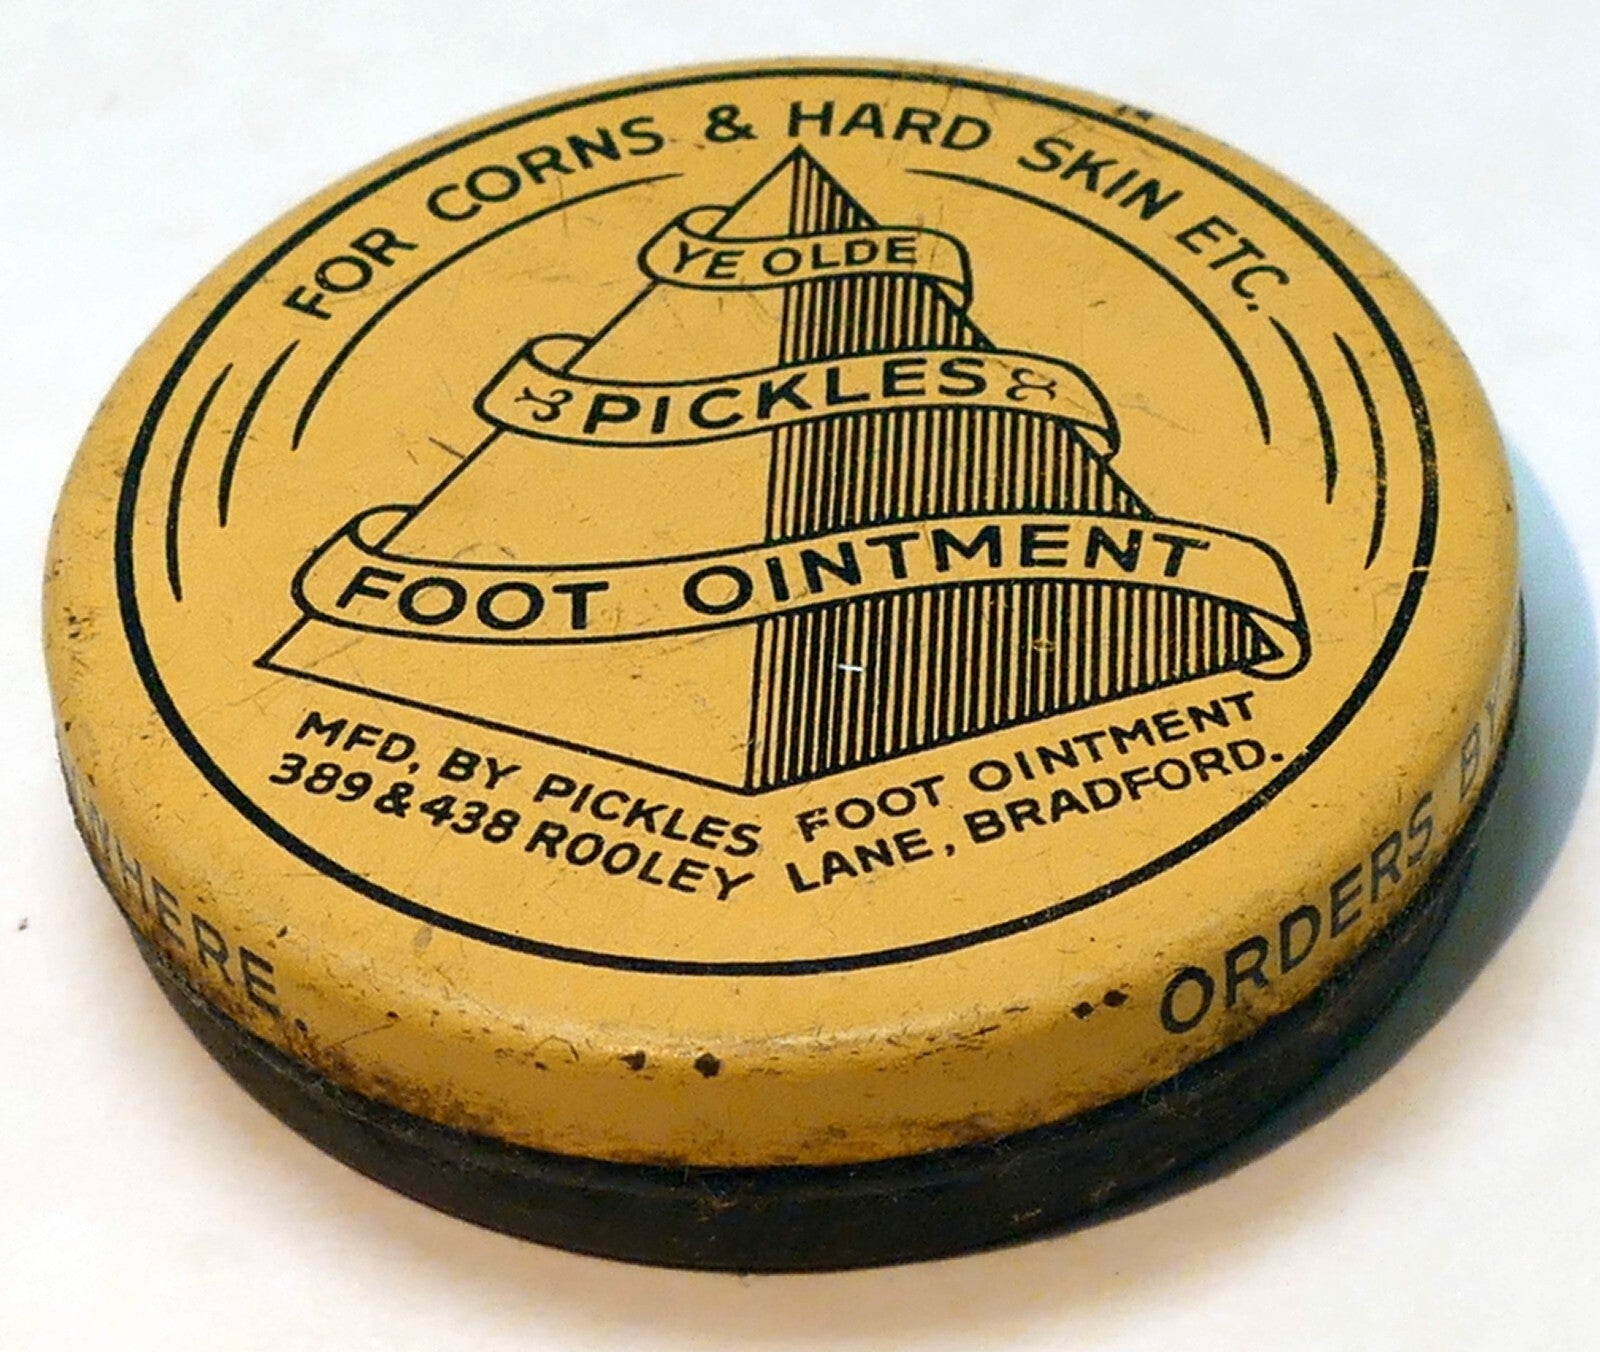 FOR CORNS & HARD SKIN ETC.
YE OLDE
PICKLES
FOOT OINTMENT
MFD, BY PICKLES FOOT OINTMENT
389 & 438 ROOLEY LANE, BRADFORD.
ORDERS BY